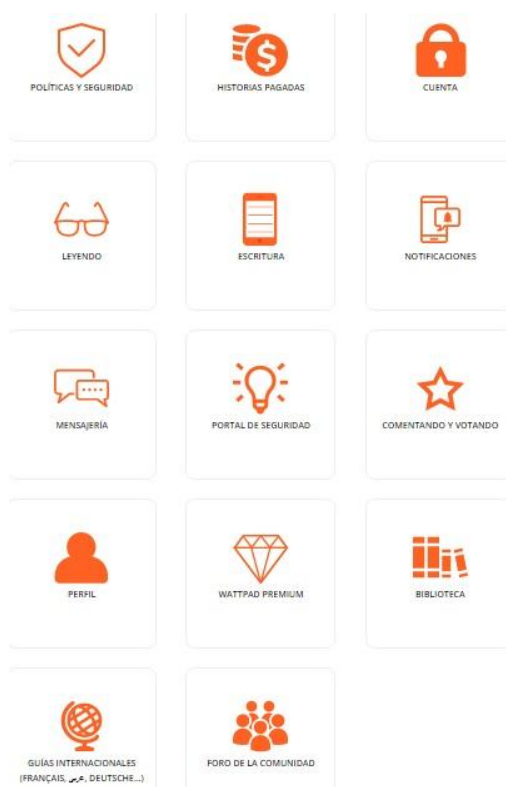 POLÍTICAS Y SEGURIDAD
HISTORIAS PAGADAS
CUENTA
LEYENDO
ESCRITURA
NOTIFICACIONES
MENSAJERÍA
PORTAL DE SEGURIDAD
COMENTANDO Y VOTANDO
PERFIL
WATTPAD PREMIUM
BIBLIOTECA
GUÍAS INTERNACIONALES
(FRANÇAIS, عربى, DEUTSCHE...)
FORO DE LA COMUNIDAD